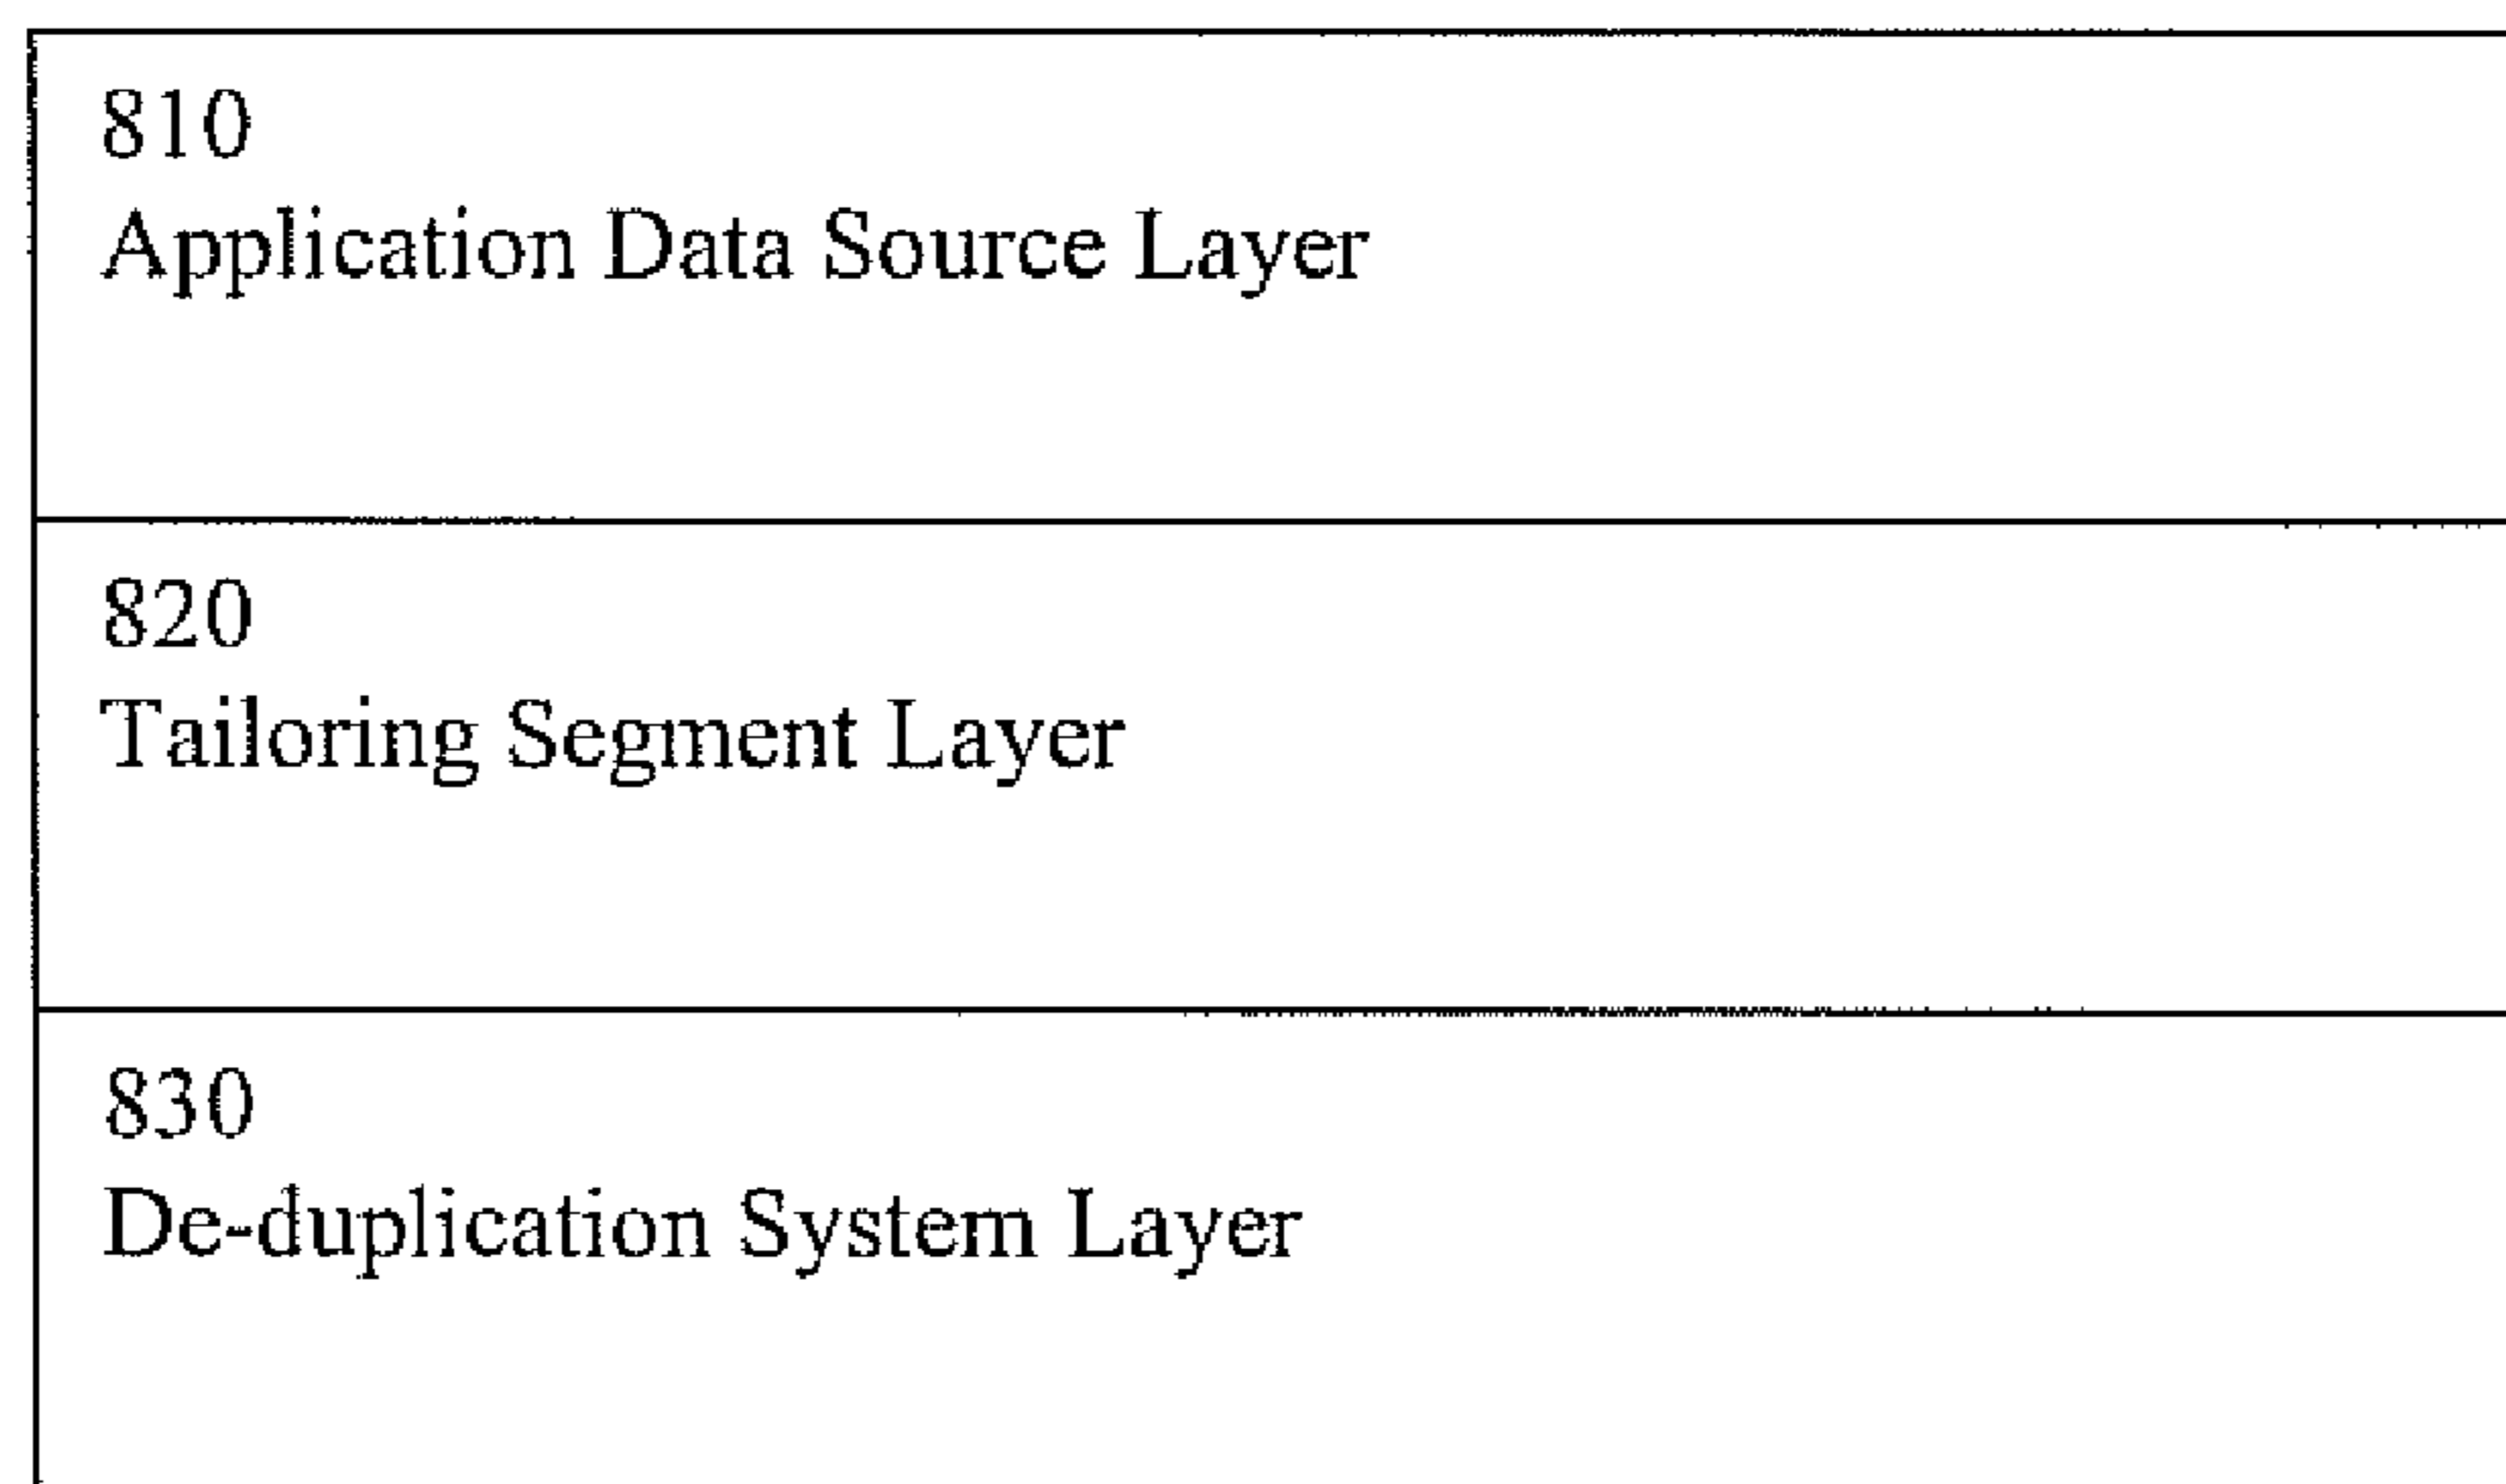 810
Application Data Source Layer
820
Tailoring Segment Layer
830
De-duplication System Layer